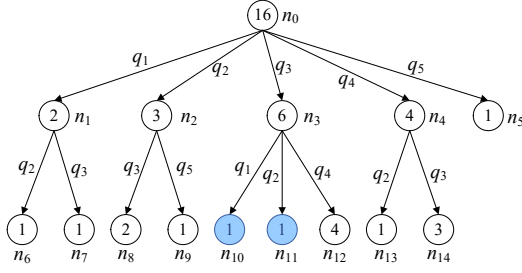 16 n0
q1 q2 q3 q4 q5
2 n1 3 n2 6 n3 4 n4 1 n5
q2 q3 q3 q5 q1 q2 q4 q2 q3
1 1 2 1 1 1 4 1 3
n6 n7 n8 n9 n10 n11 n12 n13 n14